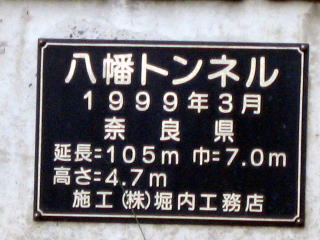 八幡トンネル
1999年3月
奈良県
延長=105m 巾=7.0m
高さ=4.7m
施工(株)堀内工務店